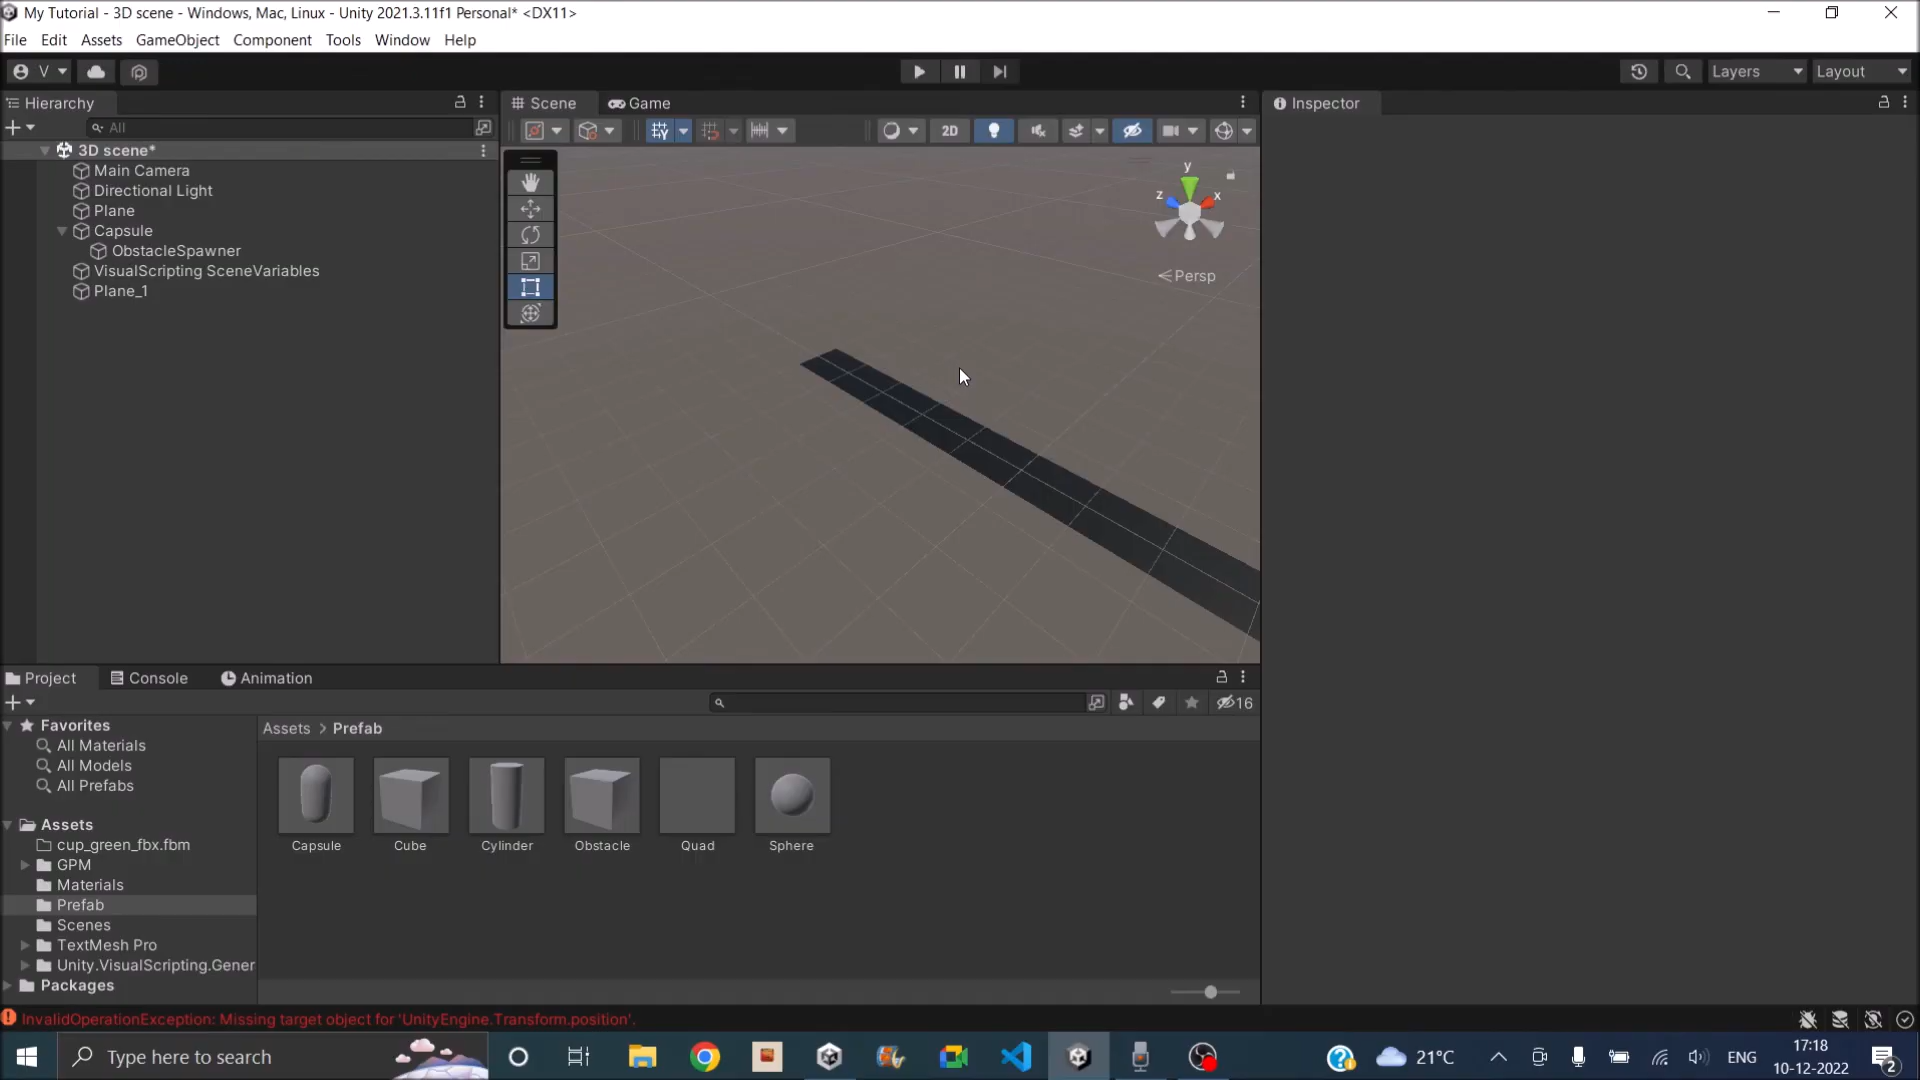 My Tutorial - 3D scene - Windows, Mac, Linux - Unity 2021.3.11f1 Personal* <DX11>
File Edit Assets GameObject Component Tools Window Help
V
Layers Layout
Hierarchy
Scene Game
Inspector
All
2D
3D scene*
Main Camera
Directional Light
Plane
Capsule
ObstacleSpawner
VisualScripting SceneVariables
Plane_1
y
z x
Persp
Project Console Animation
16
Favorites
All Materials
All Models
All Prefabs
Assets
cup_green_fbx.fbm
GPM
Materials
Prefab
Scenes
TextMesh Pro
Unity.VisualScripting.Gener
Packages
Assets > Prefab
Capsule Cube Cylinder Obstacle Quad Sphere
InvalidOperationException: Missing target object for 'UnityEngine.Transform.position'.
Type here to search
21°C
ENG
17:18
10-12-2022
2